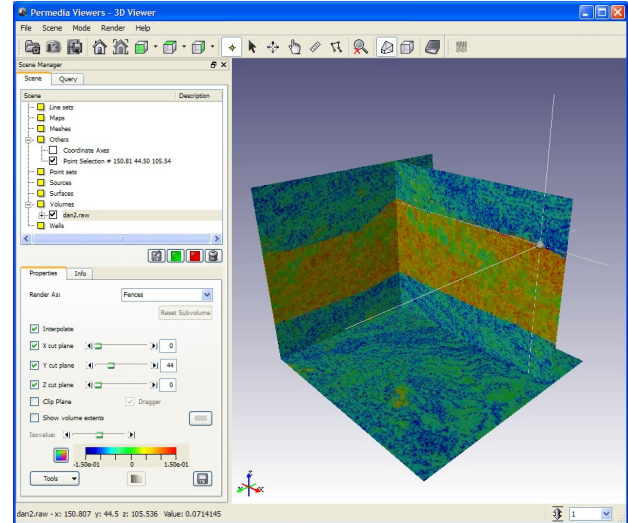 Permedia Viewers - 3D Viewer
File Scene Mode Render Help
Scene Manager
Scene Query
Scene Description
Line sets
Maps
Meshes
Others
Coordinate Axes
Point Selection # 150.81 44.50 105.54
Point sets
Sources
Surfaces
Volumes
dan2.raw
Wells
Properties Info
Render As: Fences
Reset Subvolume
Interpolate
X cut plane 0
Y cut plane 44
Z cut plane 0
Clip Plane Dragger
Show volume extents
Isovalue:
-1.50e-01 0 1.50e-01
Tools
dan2.raw - x: 150.807 y: 44.5 z: 105.536 Value: 0.0714145
1